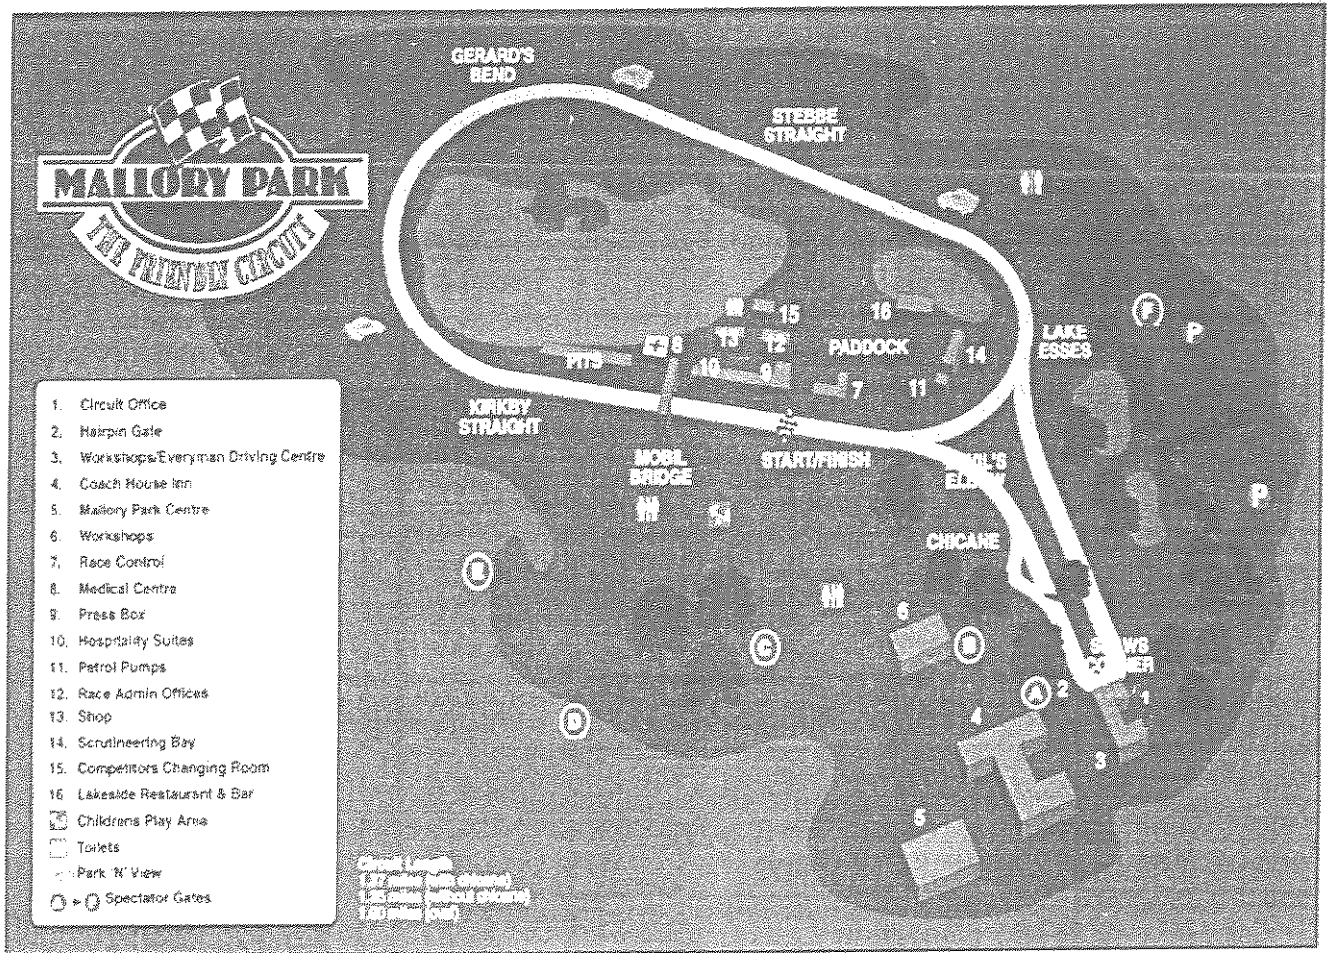 MALLORY PARK
THE FRIENDLY CIRCUIT
GERARD'S
BEND
STEBBE
STRAIGHT
LAKE
ESSES
F
P
P
15
16
13
12
PADDOCK
14
8
PITS
10
9
7
11
KIRKBY
STRAIGHT
MOBIL
BRIDGE
START/FINISH
CHICANE
E
6
C
B
D
A
2
1
4
3
5
1. Circuit Office
2. Hairpin Gate
3. Workshops/Everyman Driving Centre
4. Coach House Inn
5. Mallory Park Centre
6. Workshops
7. Race Control
8. Medical Centre
9. Press Box
10. Hospitality Suites
11. Petrol Pumps
12. Race Admin Offices
13. Shop
14. Scrutineering Bay
15. Competitors Changing Room
16 Lakeside Restaurant & Bar
Childrens Play Area
Toilets
Park 'N' View
Spectator Gates
Circuit Length